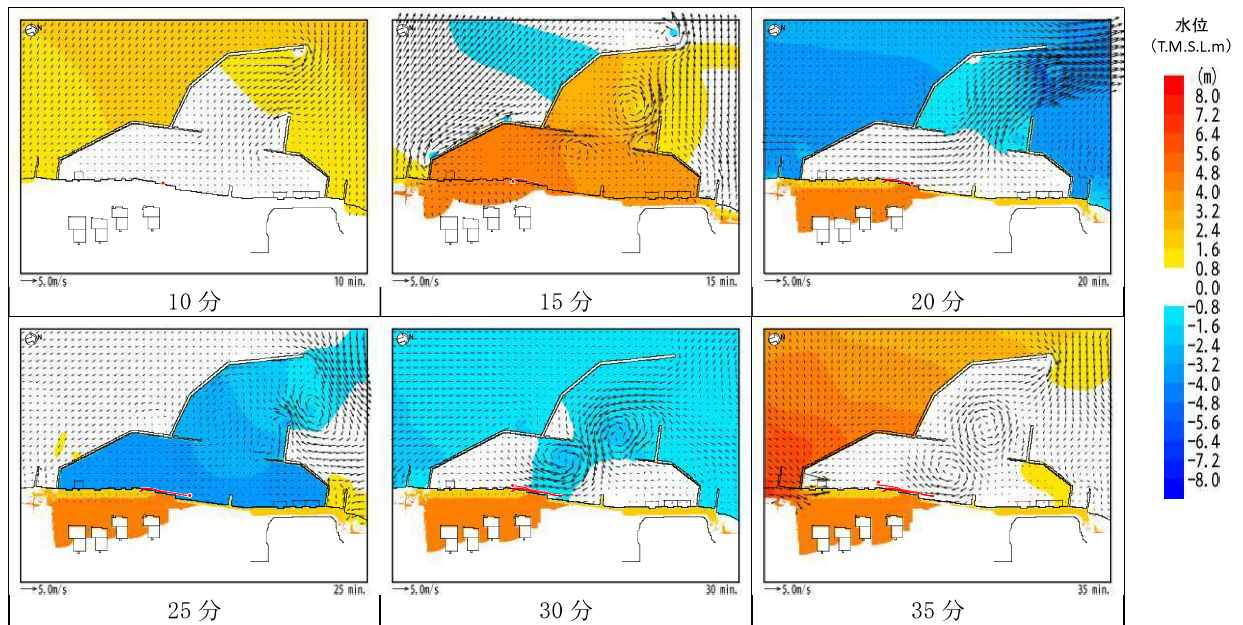 N
5.0m/s
10 min.
10分
N
5.0m/s
15 min.
15分
N
5.0m/s
20 min.
20分
N
5.0m/s
25 min.
25分
N
5.0m/s
30 min.
30分
N
5.0m/s
35 min.
35分
水位
(T.M.S.L.m)
(m)
8.0
7.2
6.4
5.6
4.8
4.0
3.2
2.4
1.6
0.8
0.0
-0.8
-1.6
-2.4
-3.2
-4.0
-4.8
-5.6
-6.4
-7.2
-8.0